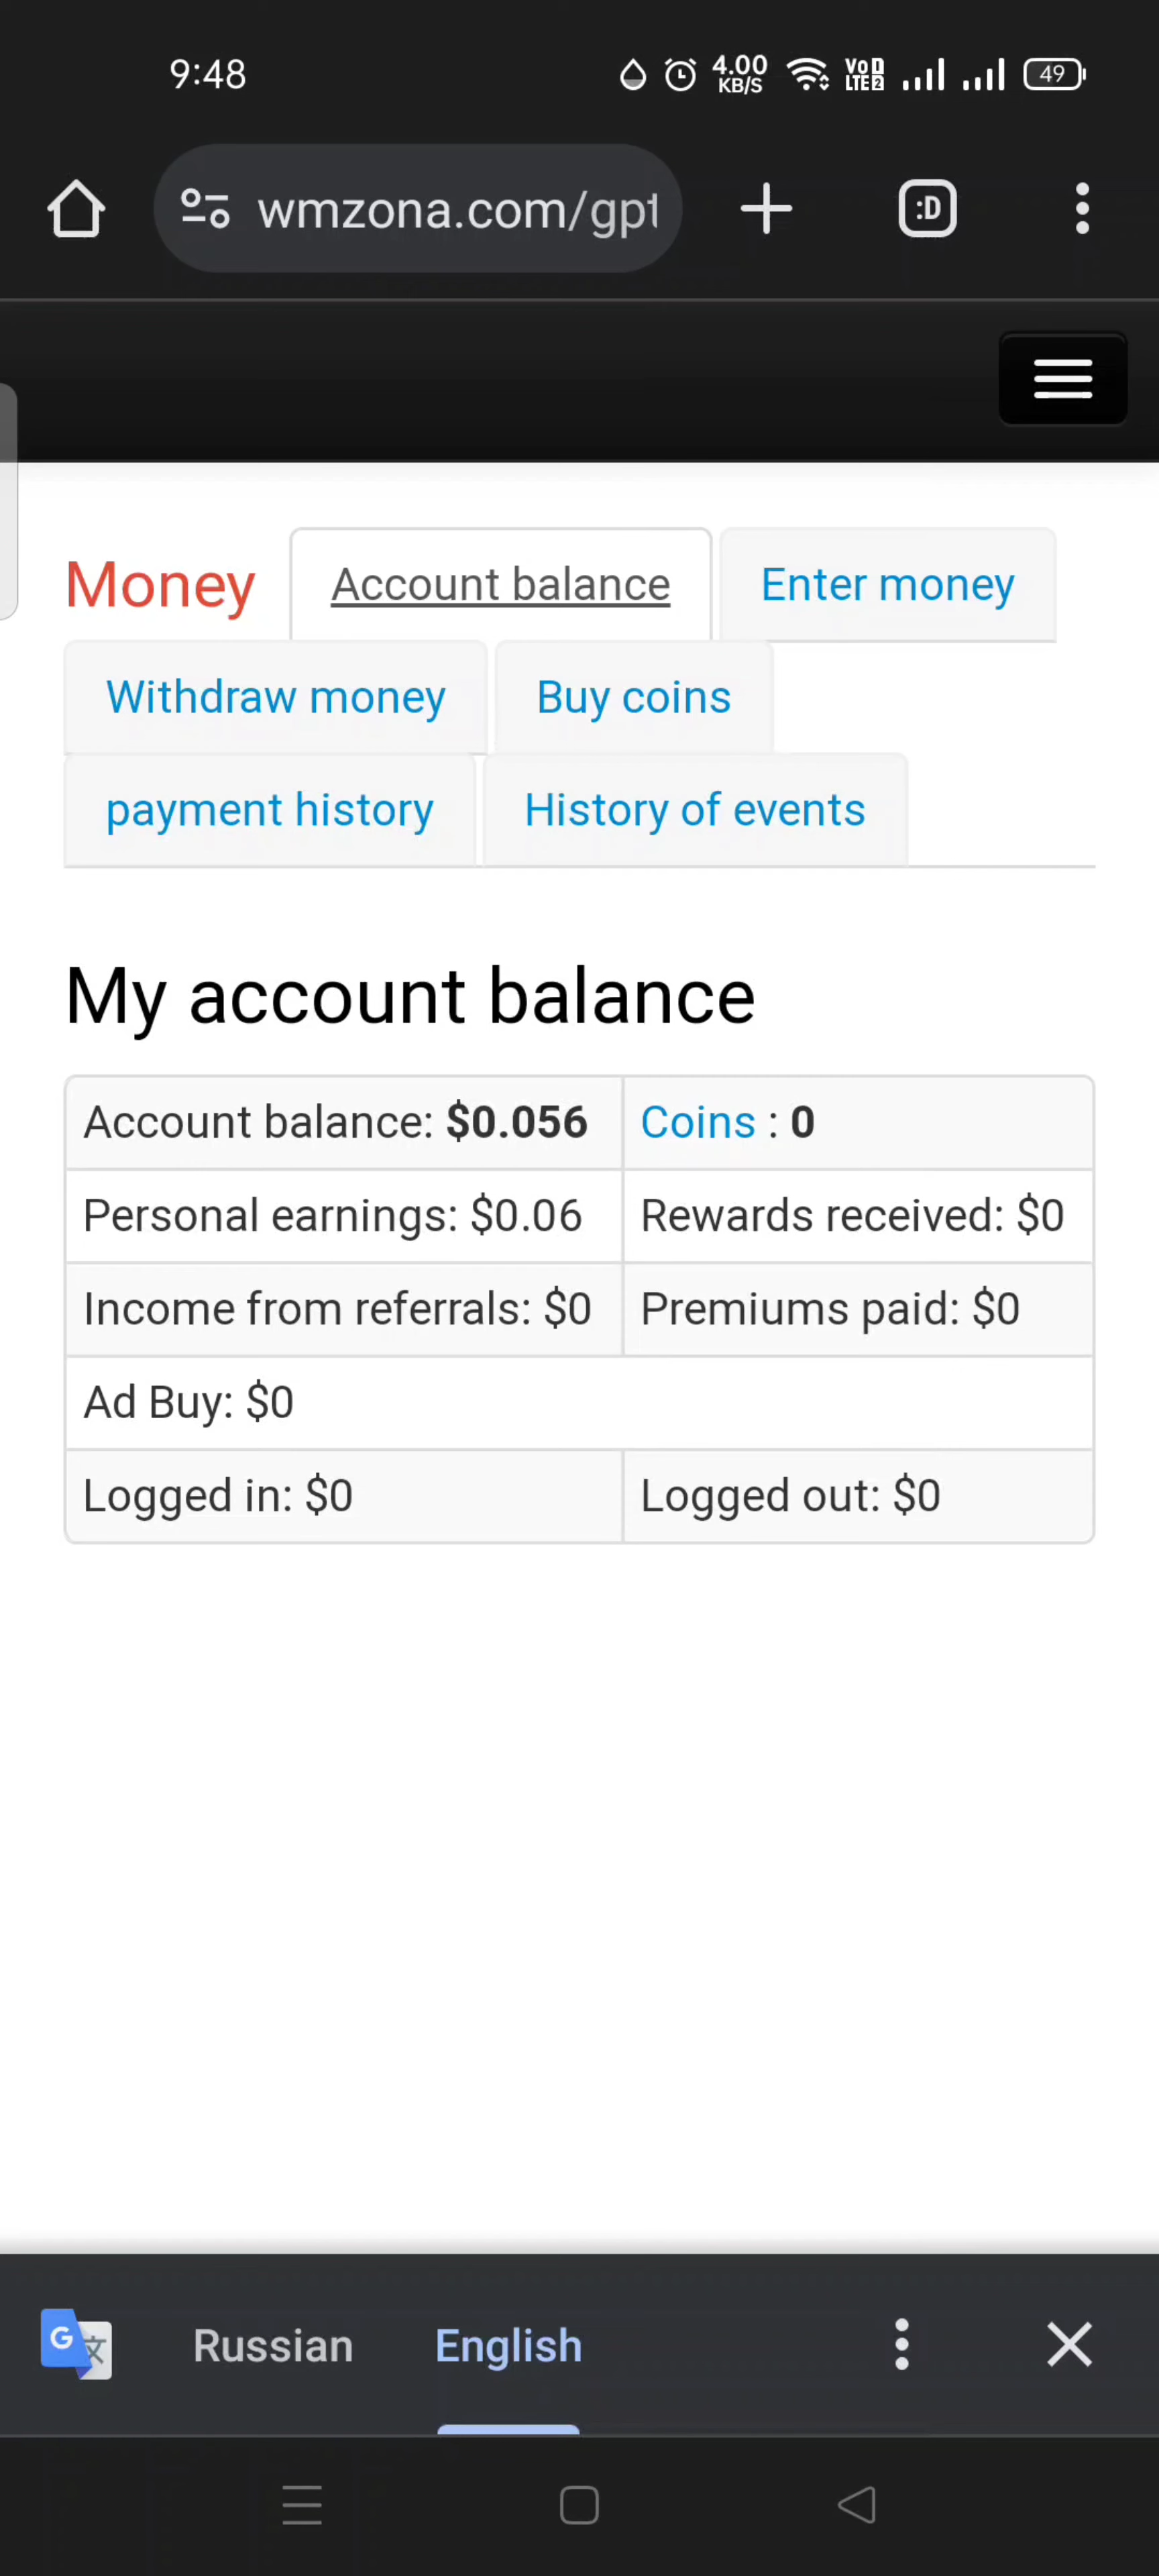 9:48 4.00 KB/S VoD LTE2 49
wmzona.com/gpt :D
Money Account balance Enter money
Withdraw money Buy coins
payment history History of events
My account balance
Account balance: $0.056 Coins : 0
Personal earnings: $0.06 Rewards received: $0
Income from referrals: $0 Premiums paid: $0
Ad Buy: $0
Logged in: $0 Logged out: $0
G 文 Russian English